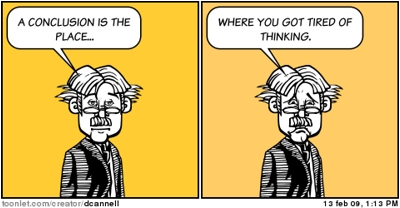 A CONCLUSION IS THE
PLACE...
WHERE YOU GOT TIRED OF
THINKING.
toonlet.com/creator/dcannell
13 feb 09, 1:13 PM